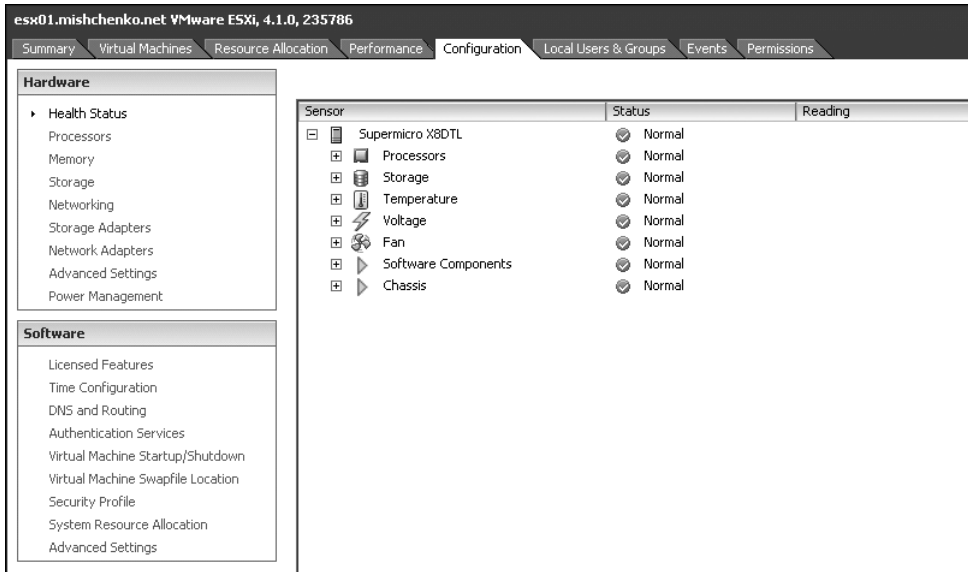 esx01.mishchenko.net VMware ESXi, 4.1.0, 235786
Summary Virtual Machines Resource Allocation Performance Configuration Local Users & Groups Events Permissions
Hardware
Health Status
Processors
Memory
Storage
Networking
Storage Adapters
Network Adapters
Advanced Settings
Power Management
Software
Licensed Features
Time Configuration
DNS and Routing
Authentication Services
Virtual Machine Startup/Shutdown
Virtual Machine Swapfile Location
Security Profile
System Resource Allocation
Advanced Settings
Sensor Status Reading
Supermicro X8DTL Normal
Processors Normal
Storage Normal
Temperature Normal
Voltage Normal
Fan Normal
Software Components Normal
Chassis Normal